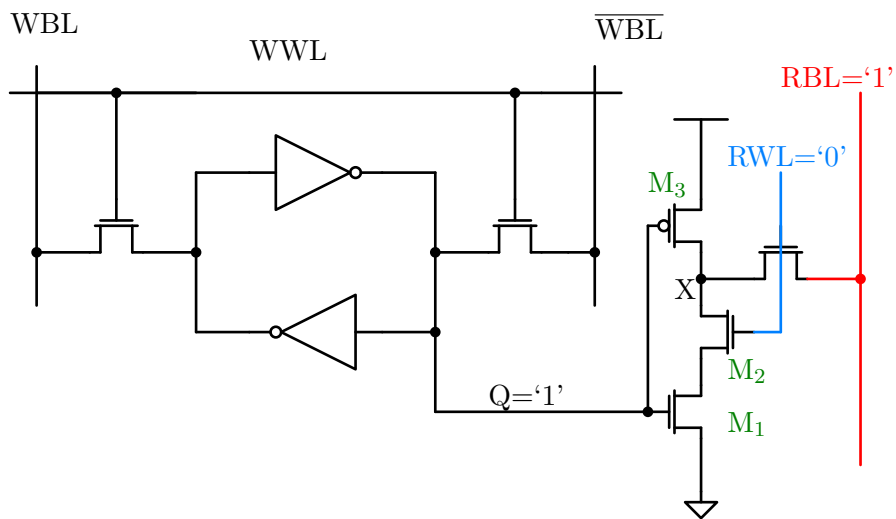 WBL
WWL
WBL
RBL=‘1’
RWL=‘0’
M3
X
M2
Q=‘1’
M1